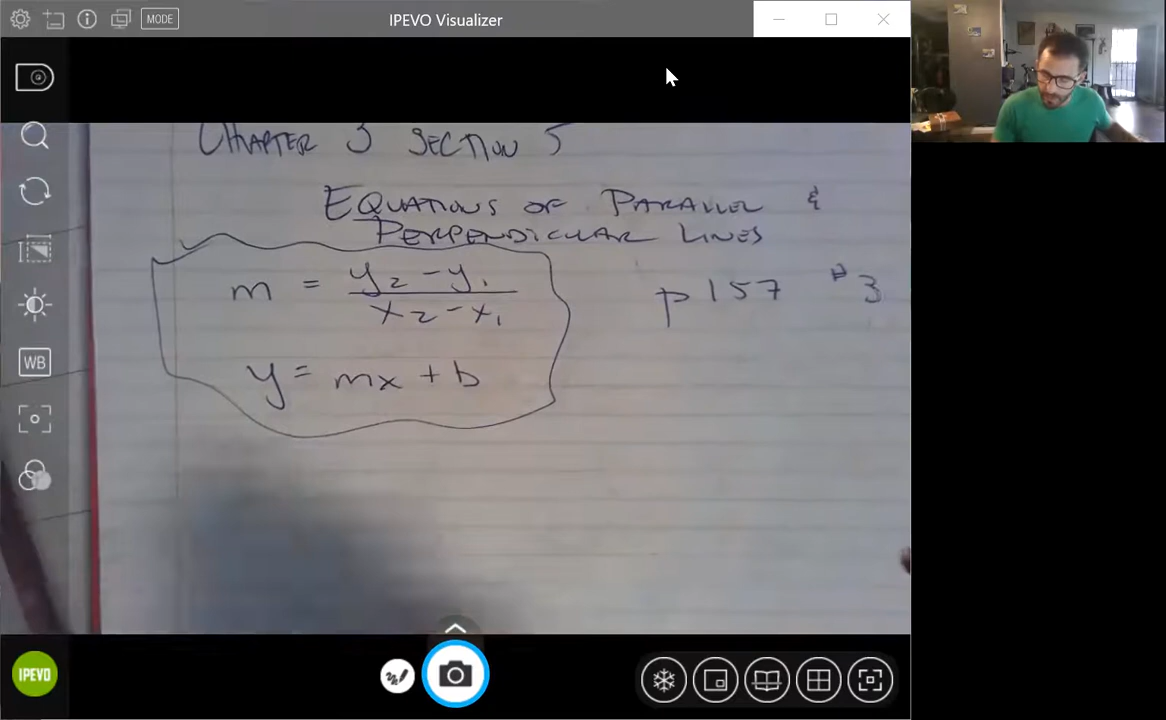 MODE
IPEVO Visualizer
CHAPTER 3 SECTION 5
EQUATIONS OF PARALLEL &
PERPENDICULAR LINES
m = y₂ - y₁ / x₂ - x₁
p157 #3
y = mx + b
WB
IPEVO